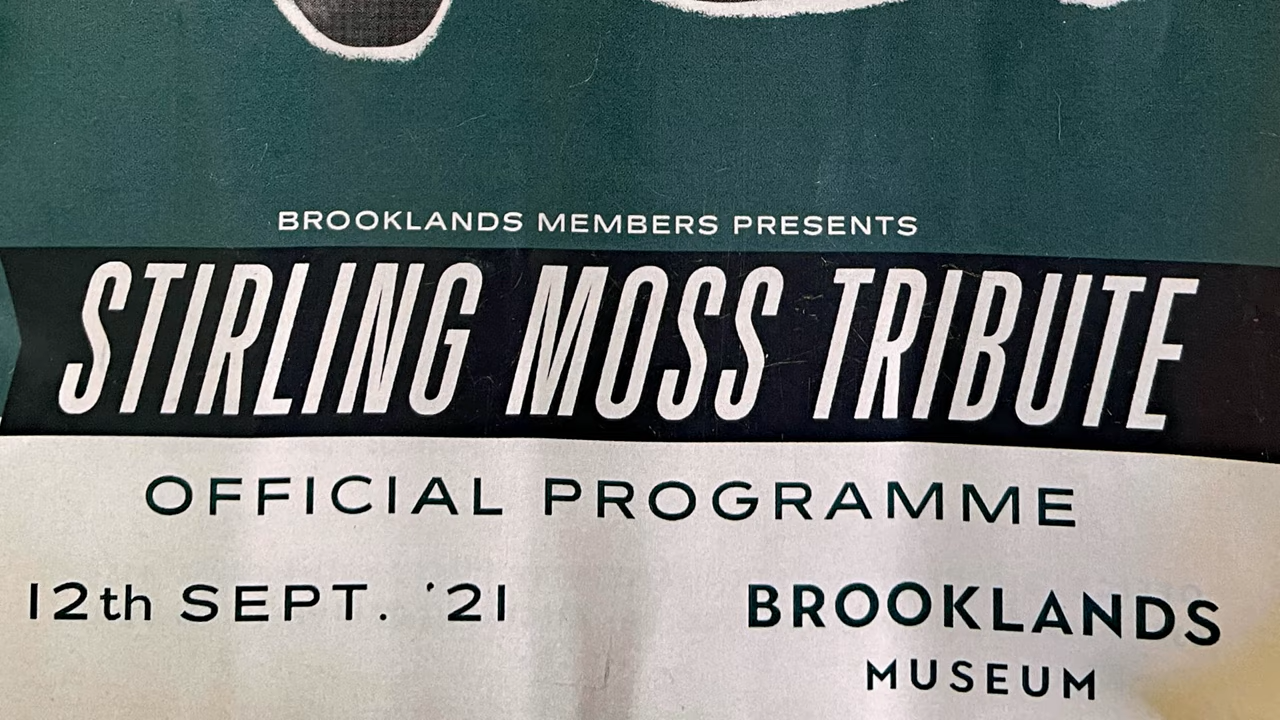 BROOKLANDS MEMBERS PRESENTS
STIRLING MOSS TRIBUTE
OFFICIAL PROGRAMME
12th SEPT. '21
BROOKLANDS
MUSEUM